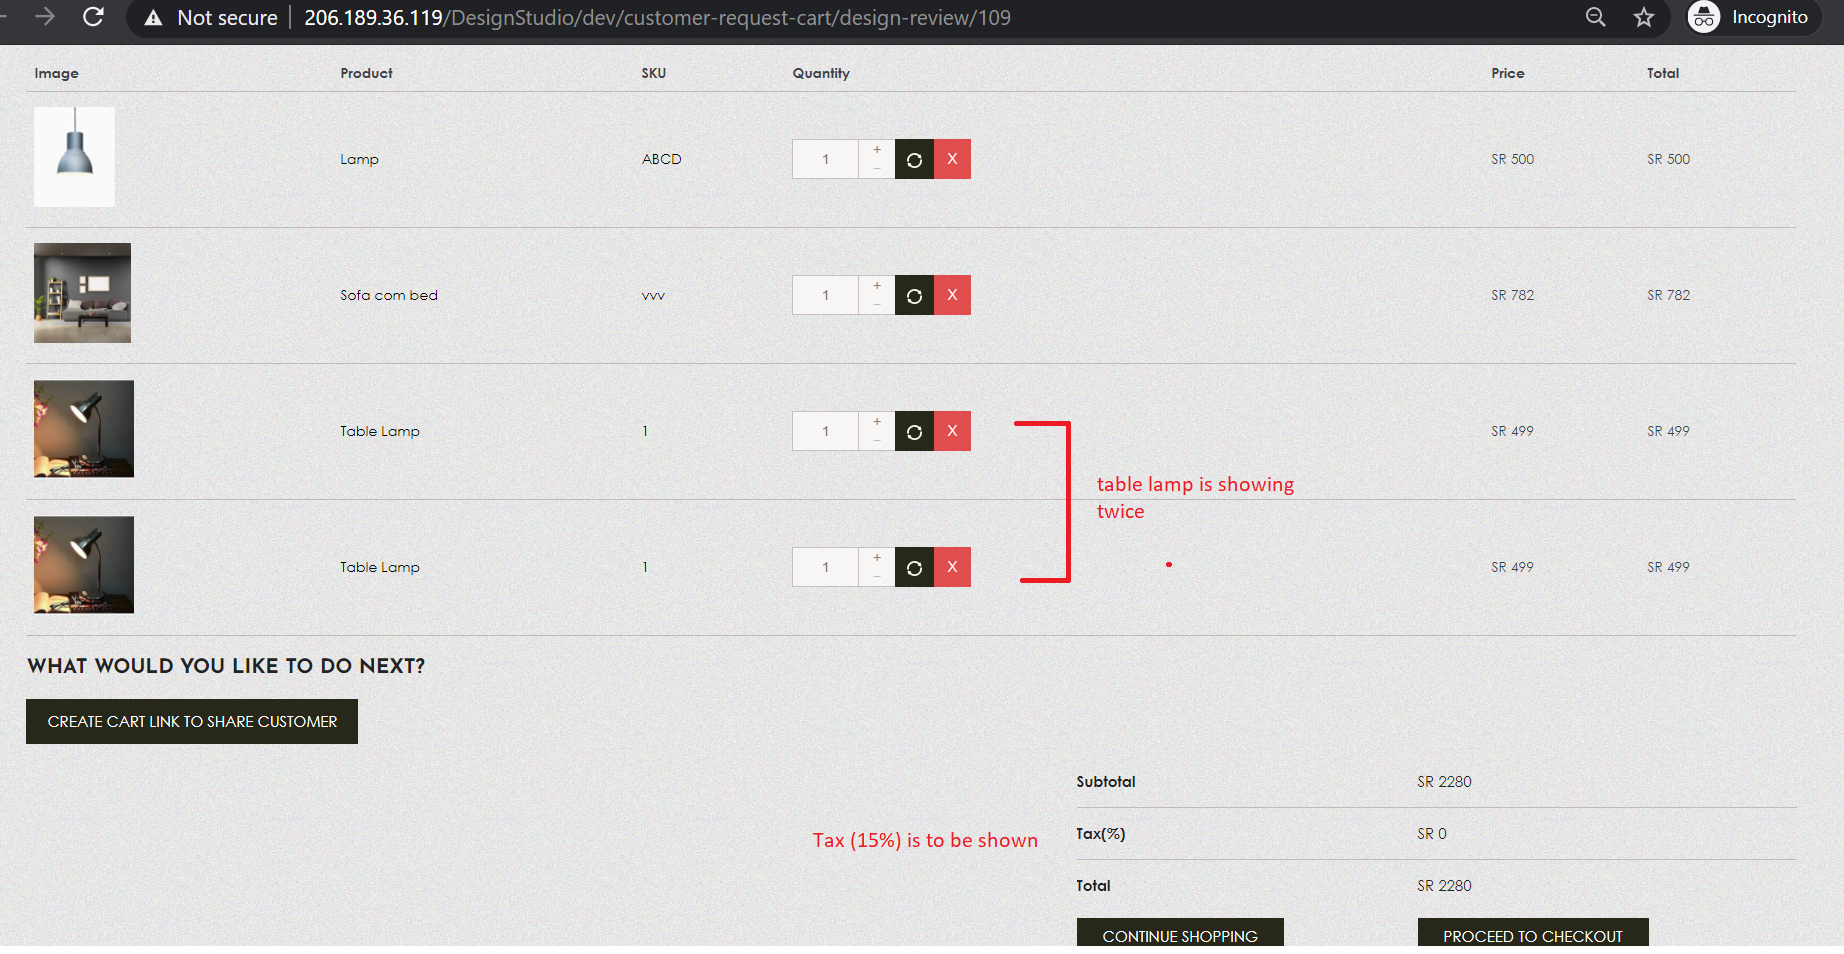 Not secure 206.189.36.119/DesignStudio/dev/customer-request-cart/design-review/109 Incognito
Image Product SKU Quantity Price Total
Lamp ABCD 1 + - X SR 500 SR 500
Sofa com bed vvv 1 + - X SR 782 SR 782
Table Lamp 1 1 + - X SR 499 SR 499
table lamp is showing
twice
Table Lamp 1 1 + - X SR 499 SR 499
WHAT WOULD YOU LIKE TO DO NEXT?
CREATE CART LINK TO SHARE CUSTOMER
Subtotal SR 2280
Tax (15%) is to be shown Tax(%) SR 0
Total SR 2280
CONTINUE SHOPPING PROCEED TO CHECKOUT